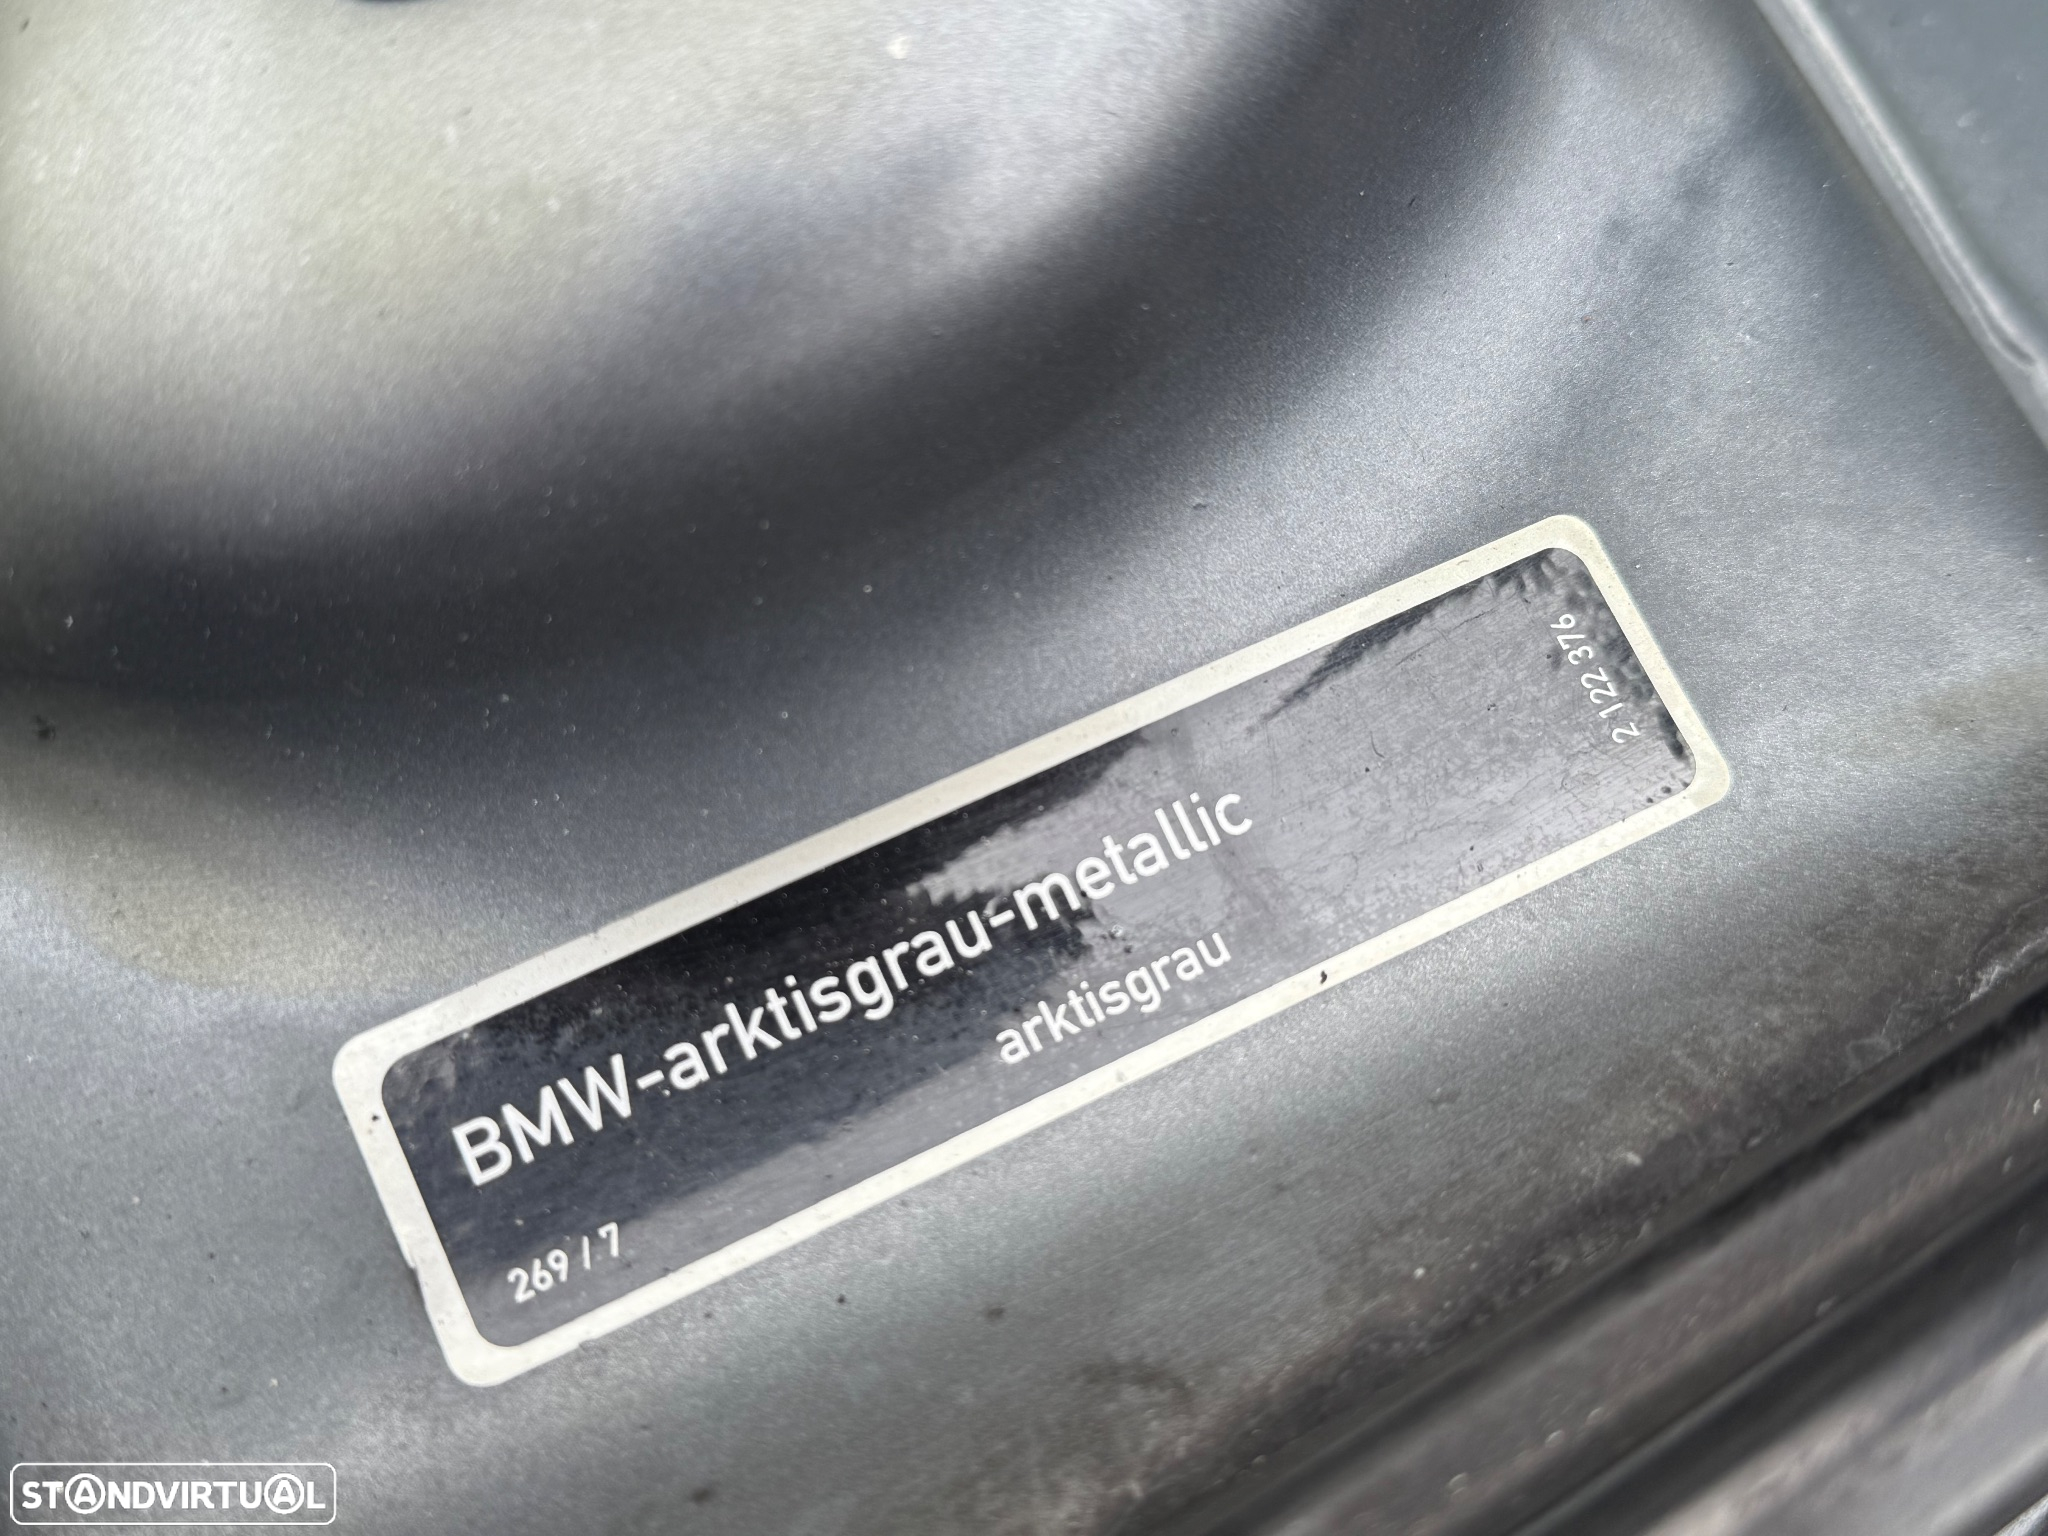 BMW-arktisgrau-metallic
arktisgrau
269 / 7
2 122 376
STANDVIRTUAL